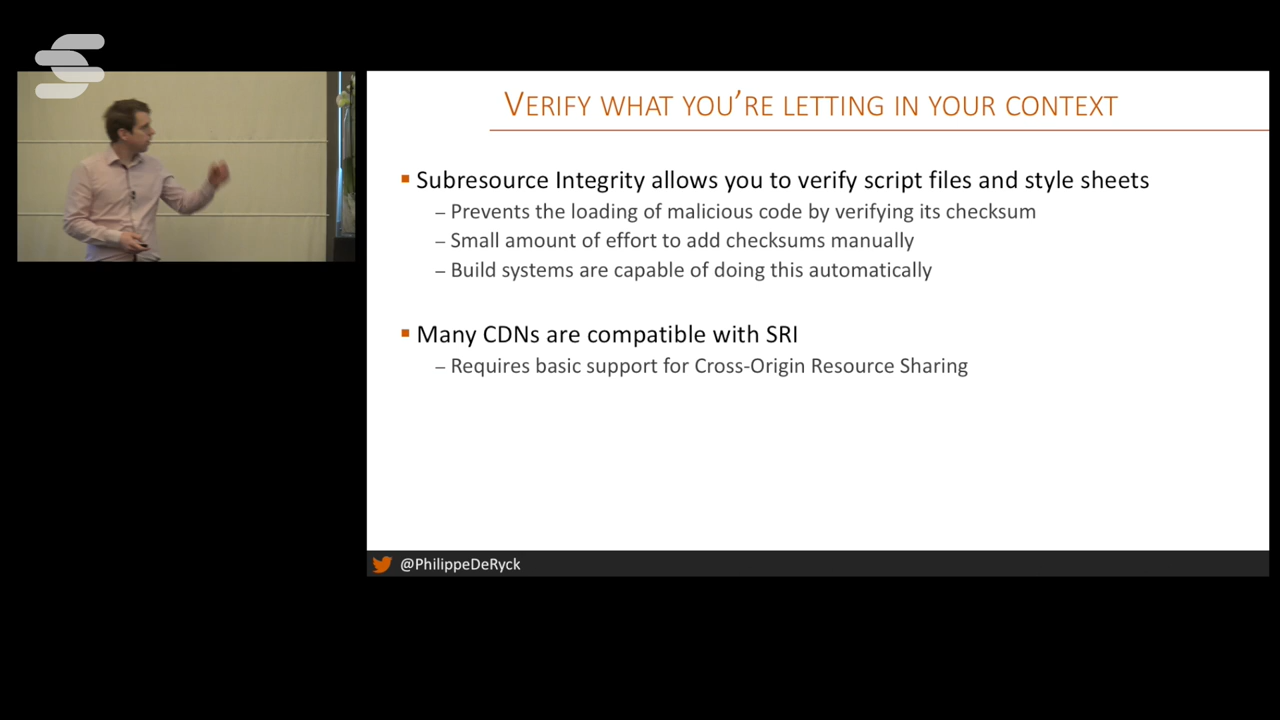 VERIFY WHAT YOU'RE LETTING IN YOUR CONTEXT
▪ Subresource Integrity allows you to verify script files and style sheets
– Prevents the loading of malicious code by verifying its checksum
– Small amount of effort to add checksums manually
– Build systems are capable of doing this automatically
▪ Many CDNs are compatible with SRI
– Requires basic support for Cross-Origin Resource Sharing
@PhilippeDeRyck